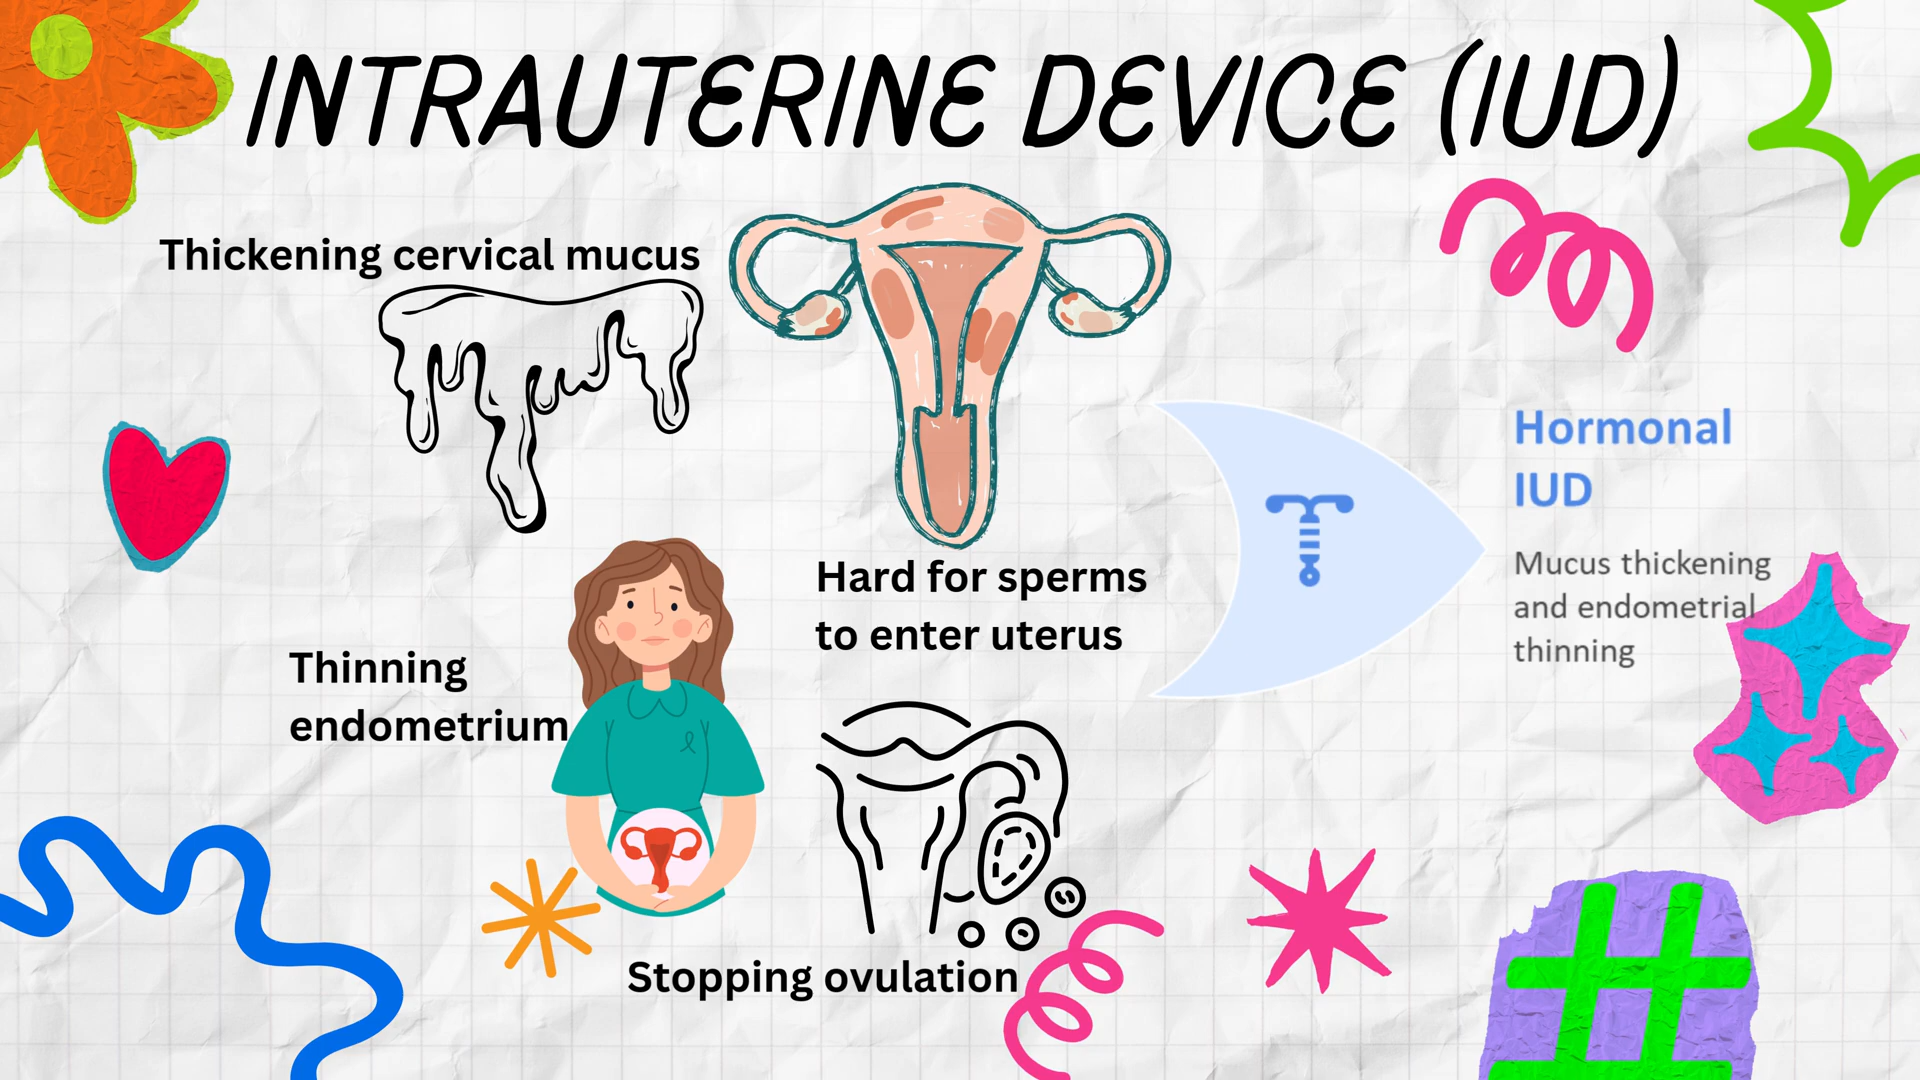 INTRAUTERINE DEVICE (IUD)
Thickening cervical mucus
Hard for sperms
to enter uterus
Thinning
endometrium
Stopping ovulation
Hormonal
IUD
Mucus thickening
and endometrial
thinning